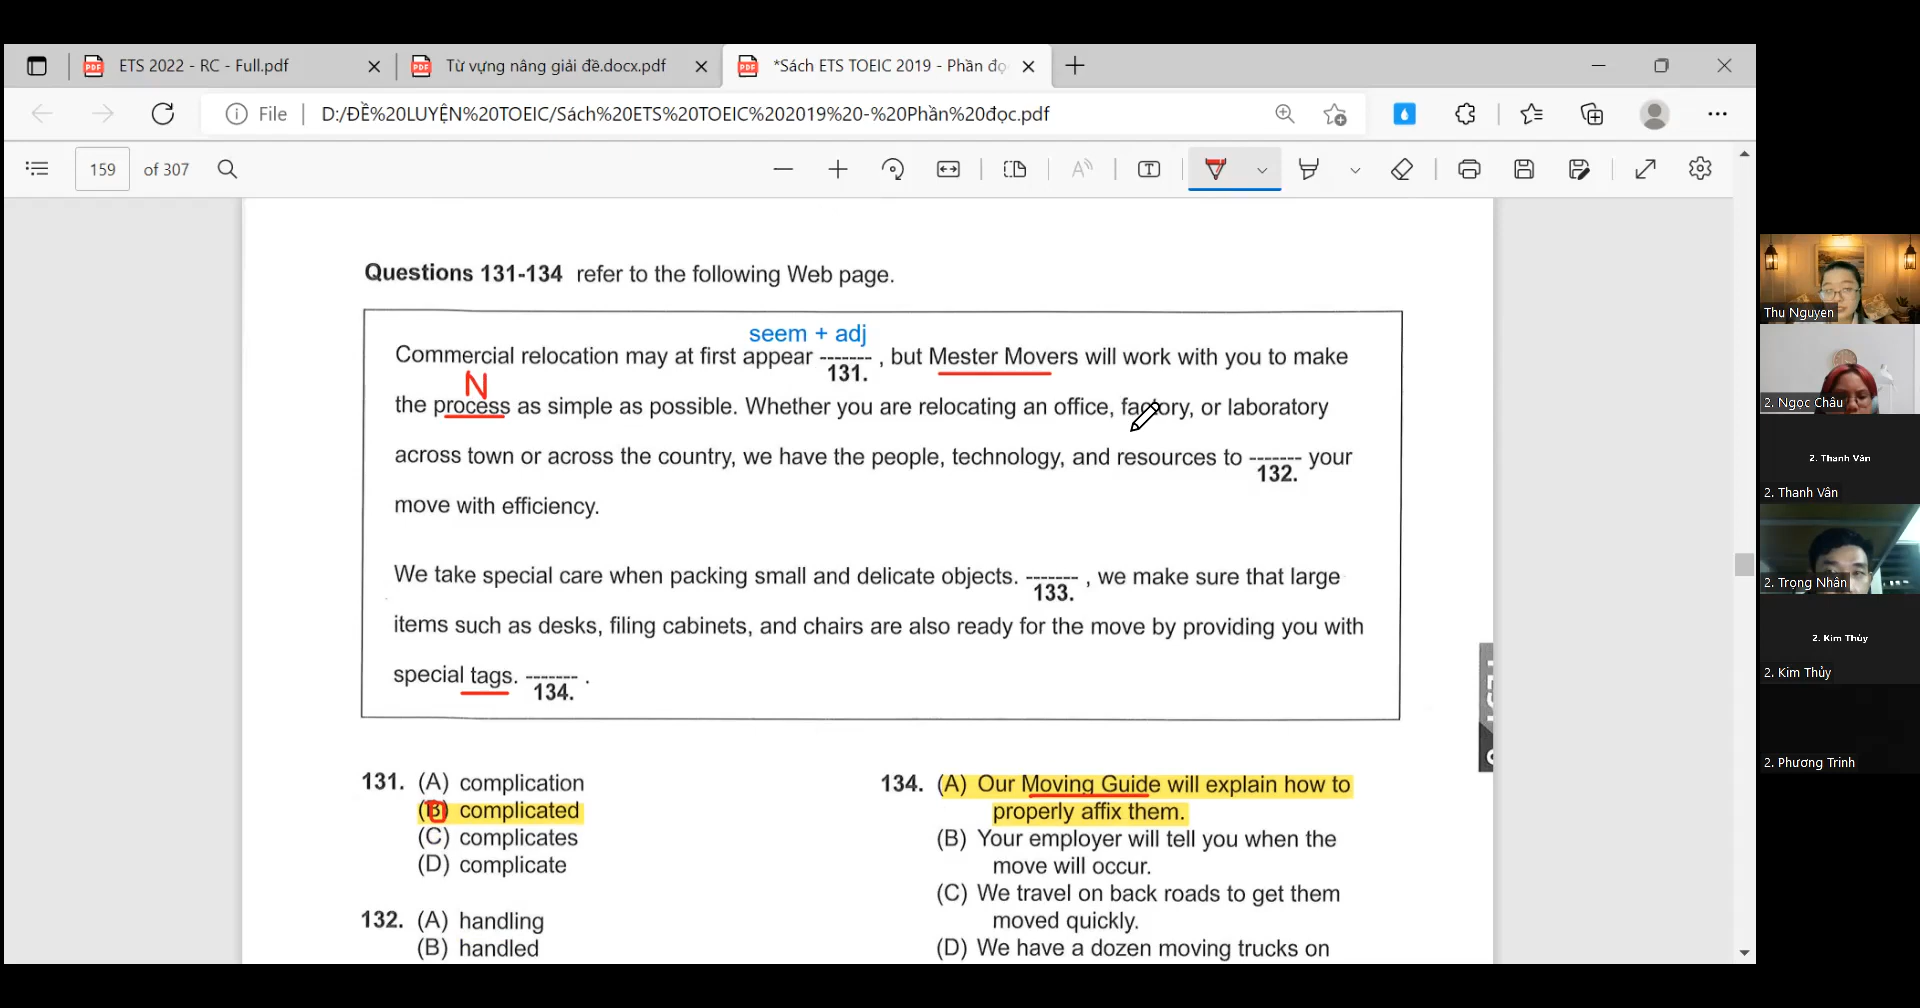 ETS 2022 - RC - Full.pdf
Từ vựng nâng giải đề.docx.pdf
*Sách ETS TOEIC 2019 - Phần đọ
File
D:/ĐỀ%20LUYỆN%20TOEIC/Sách%20ETS%20TOEIC%202019%20-%20Phần%20đọc.pdf
159 of 307
Questions 131-134 refer to the following Web page.
seem + adj
Commercial relocation may at first appear ------- , but Mester Movers will work with you to make
131.
N
the process as simple as possible. Whether you are relocating an office, factory, or laboratory
across town or across the country, we have the people, technology, and resources to ------- your
132.
move with efficiency.
We take special care when packing small and delicate objects. ------- , we make sure that large
133.
items such as desks, filing cabinets, and chairs are also ready for the move by providing you with
special tags. ------- .
134.
131. (A) complication
(B) complicated
(C) complicates
(D) complicate
132. (A) handling
(B) handled
134. (A) Our Moving Guide will explain how to
properly affix them.
(B) Your employer will tell you when the
move will occur.
(C) We travel on back roads to get them
moved quickly.
(D) We have a dozen moving trucks on
Thu Nguyen
2. Ngọc Châu
2. Thanh Vân
2. Thanh Vân
2. Trọng Nhân
2. Kim Thủy
2. Kim Thủy
2. Phương Trinh